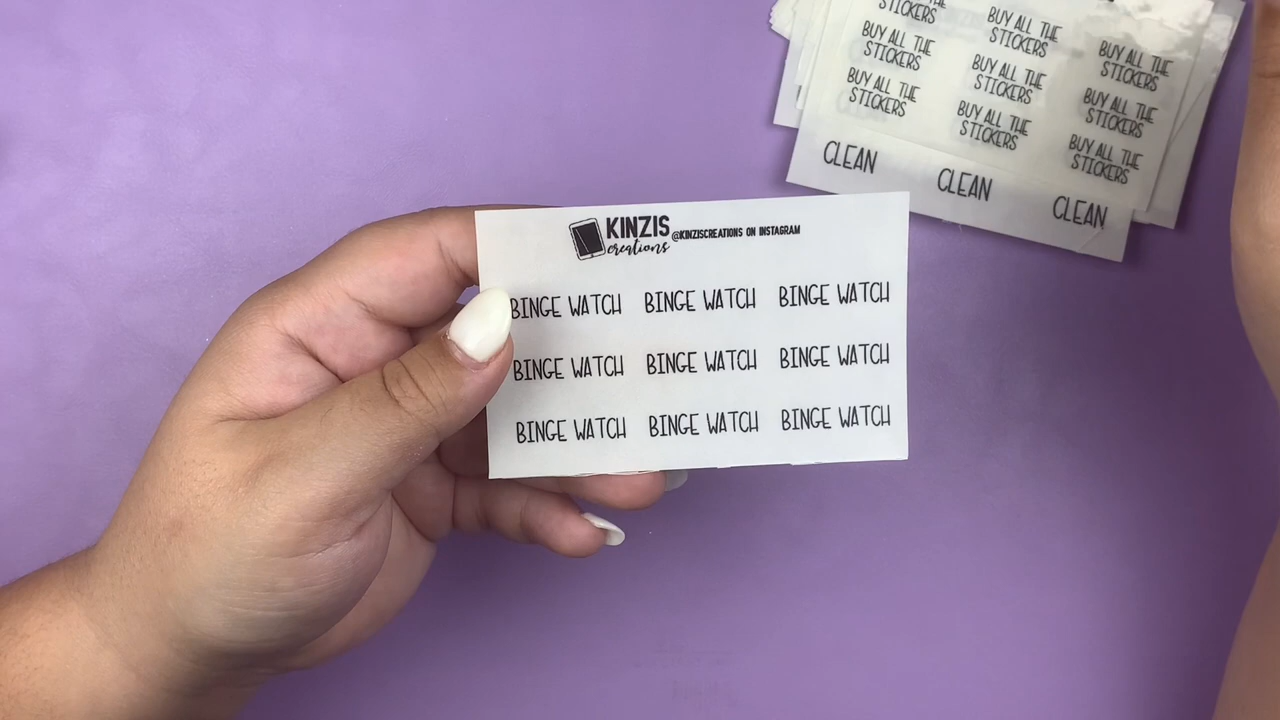 BUY ALL THE
STICKERS
BUY ALL THE
STICKERS
BUY ALL THE
STICKERS
BUY ALL THE
STICKERS
BUY ALL THE
STICKERS
BUY ALL THE
STICKERS
BUY ALL THE
STICKERS
BUY ALL THE
STICKERS
STICKERS
CLEAN CLEAN CLEAN
KINZIS
creations
@KINZISCREATIONS ON INSTAGRAM
BINGE WATCH BINGE WATCH BINGE WATCH
BINGE WATCH BINGE WATCH BINGE WATCH
BINGE WATCH BINGE WATCH BINGE WATCH